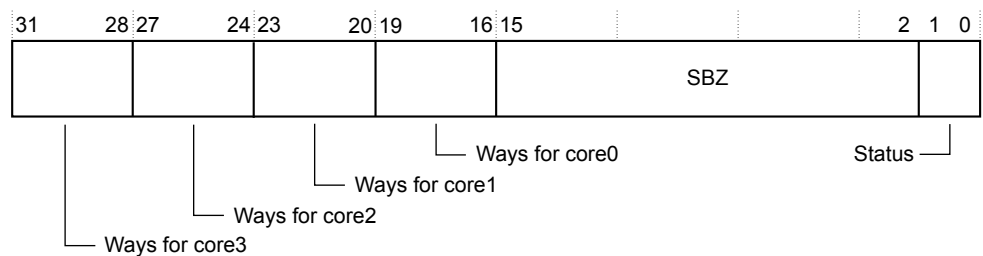 31 28 27 24 23 20 19 16 15 2 1 0
SBZ
Ways for core0 Status
Ways for core1
Ways for core2
Ways for core3